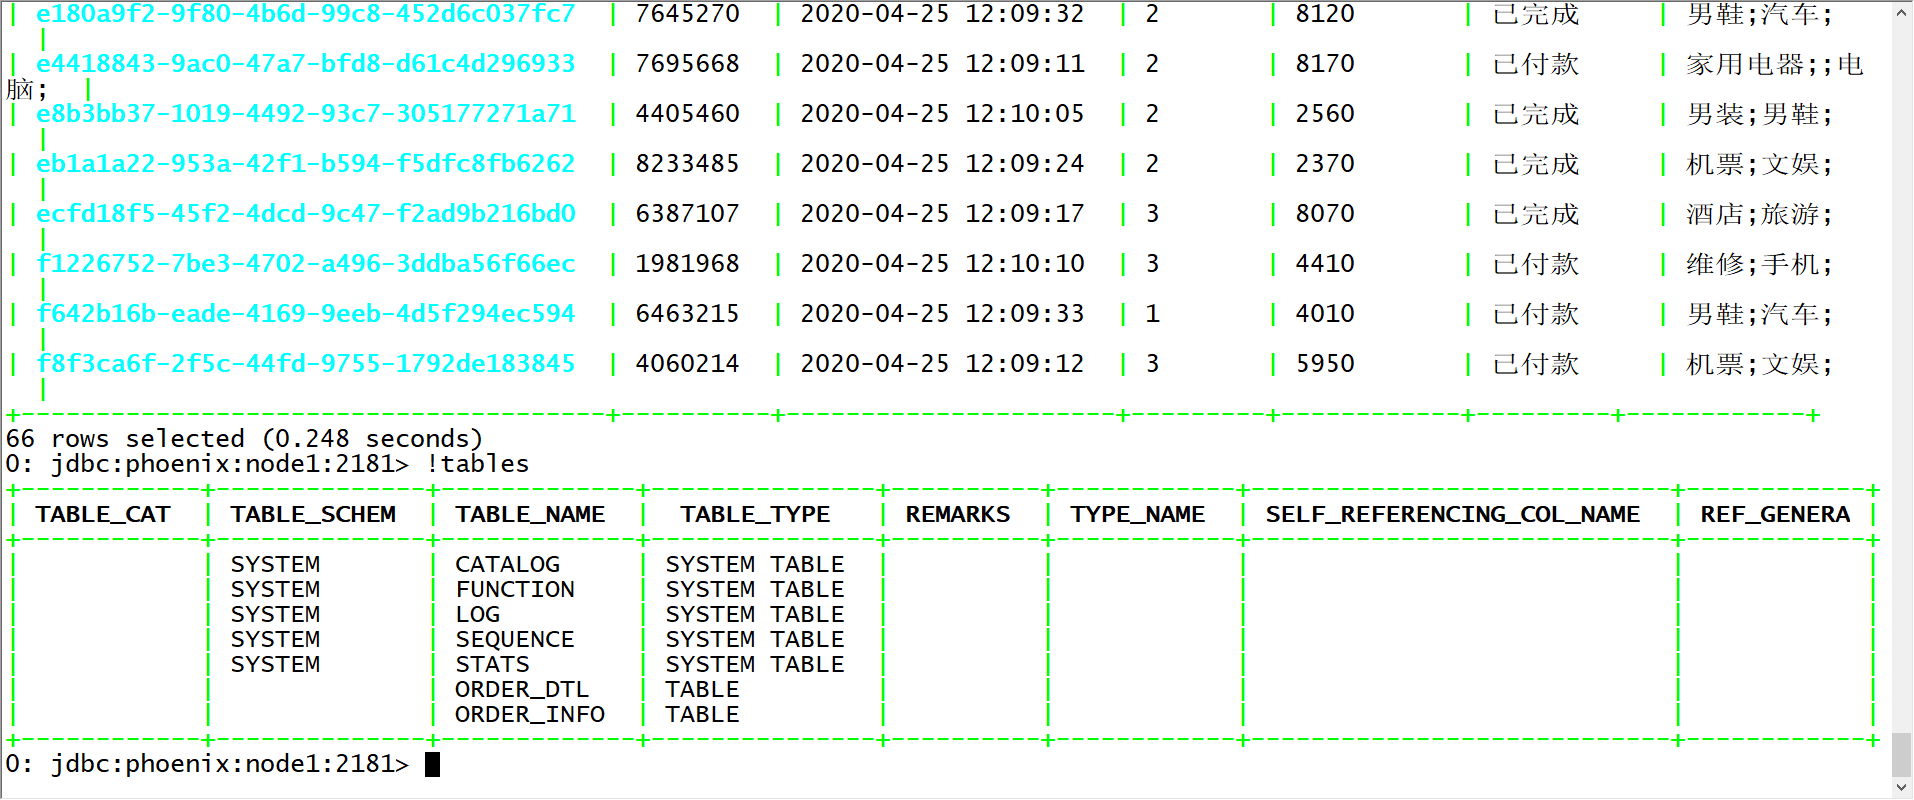 | e180a9f2-9f80-4b6d-99c8-452d6c037fc7 | 7645270 | 2020-04-25 12:09:32 | 2 | 8120 | 已完成 | 男鞋;汽车;
|
| e4418843-9ac0-47a7-bfd8-d61c4d296933 | 7695668 | 2020-04-25 12:09:11 | 2 | 8170 | 已付款 | 家用电器;;电
脑; |
| e8b3bb37-1019-4492-93c7-305177271a71 | 4405460 | 2020-04-25 12:10:05 | 2 | 2560 | 已完成 | 男装;男鞋;
|
| eb1a1a22-953a-42f1-b594-f5dfc8fb6262 | 8233485 | 2020-04-25 12:09:24 | 2 | 2370 | 已完成 | 机票;文娱;
|
| ecfd18f5-45f2-4dcd-9c47-f2ad9b216bd0 | 6387107 | 2020-04-25 12:09:17 | 3 | 8070 | 已完成 | 酒店;旅游;
|
| f1226752-7be3-4702-a496-3ddba56f66ec | 1981968 | 2020-04-25 12:10:10 | 3 | 4410 | 已付款 | 维修;手机;
|
| f642b16b-eade-4169-9eeb-4d5f294ec594 | 6463215 | 2020-04-25 12:09:33 | 1 | 4010 | 已付款 | 男鞋;汽车;
|
| f8f3ca6f-2f5c-44fd-9755-1792de183845 | 4060214 | 2020-04-25 12:09:12 | 3 | 5950 | 已付款 | 机票;文娱;
|
+---------------------------------------+----------+----------------------+---------+------------+---------+------------+
66 rows selected (0.248 seconds)
0: jdbc:phoenix:node1:2181> !tables
+------------+--------------+-------------+---------------+----------+------------+----------------------------+------------+
| TABLE_CAT | TABLE_SCHEM | TABLE_NAME | TABLE_TYPE | REMARKS | TYPE_NAME | SELF_REFERENCING_COL_NAME | REF_GENERA |
+------------+--------------+-------------+---------------+----------+------------+----------------------------+------------+
| | SYSTEM | CATALOG | SYSTEM TABLE | | | | |
| | SYSTEM | FUNCTION | SYSTEM TABLE | | | | |
| | SYSTEM | LOG | SYSTEM TABLE | | | | |
| | SYSTEM | SEQUENCE | SYSTEM TABLE | | | | |
| | SYSTEM | STATS | SYSTEM TABLE | | | | |
| | | ORDER_DTL | TABLE | | | | |
| | | ORDER_INFO | TABLE | | | | |
+------------+--------------+-------------+---------------+----------+------------+----------------------------+------------+
0: jdbc:phoenix:node1:2181>